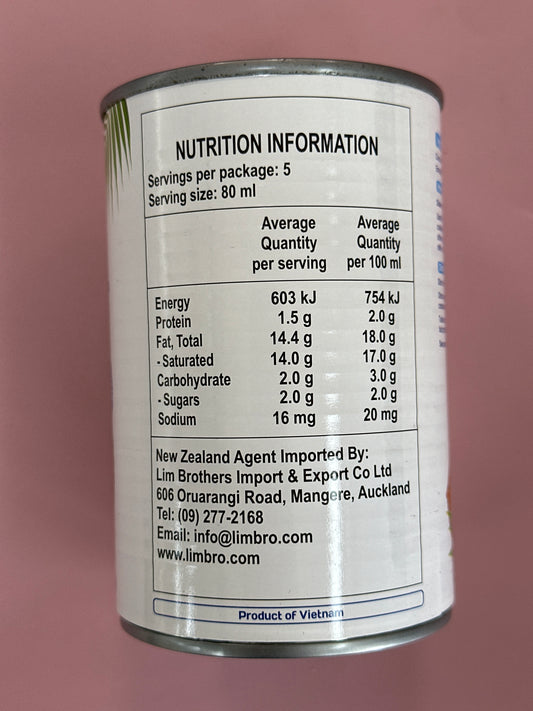 NUTRITION INFORMATION
Servings per package: 5
Serving size: 80 ml
Average Quantity per serving Average Quantity per 100 ml
Energy 603 kJ 754 kJ
Protein 1.5 g 2.0 g
Fat, Total 14.4 g 18.0 g
- Saturated 14.0 g 17.0 g
Carbohydrate 2.0 g 3.0 g
- Sugars 2.0 g 2.0 g
Sodium 16 mg 20 mg
New Zealand Agent Imported By:
Lim Brothers Import & Export Co Ltd
606 Oruarangi Road, Mangere, Auckland
Tel: (09) 277-2168
Email: info@limbro.com
www.limbro.com
Product of Vietnam